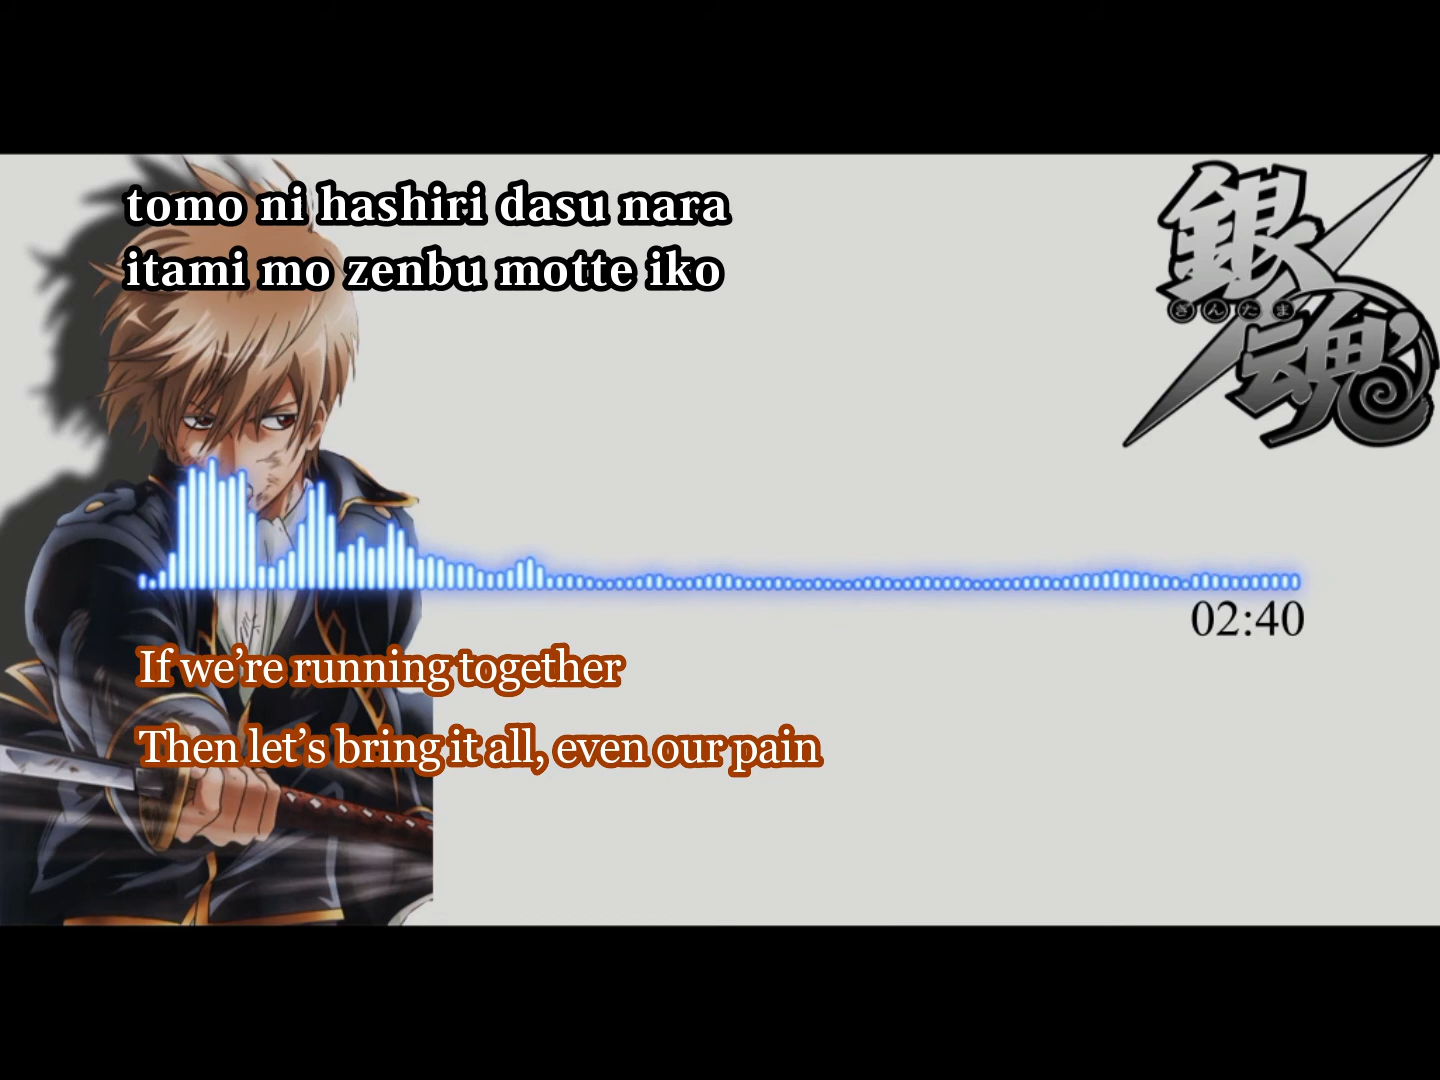 tomo ni hashiri dasu nara
itami mo zenbu motte iko
銀魂'
ぎんたま
02:40
If we're running together
Then let's bring it all, even our pain